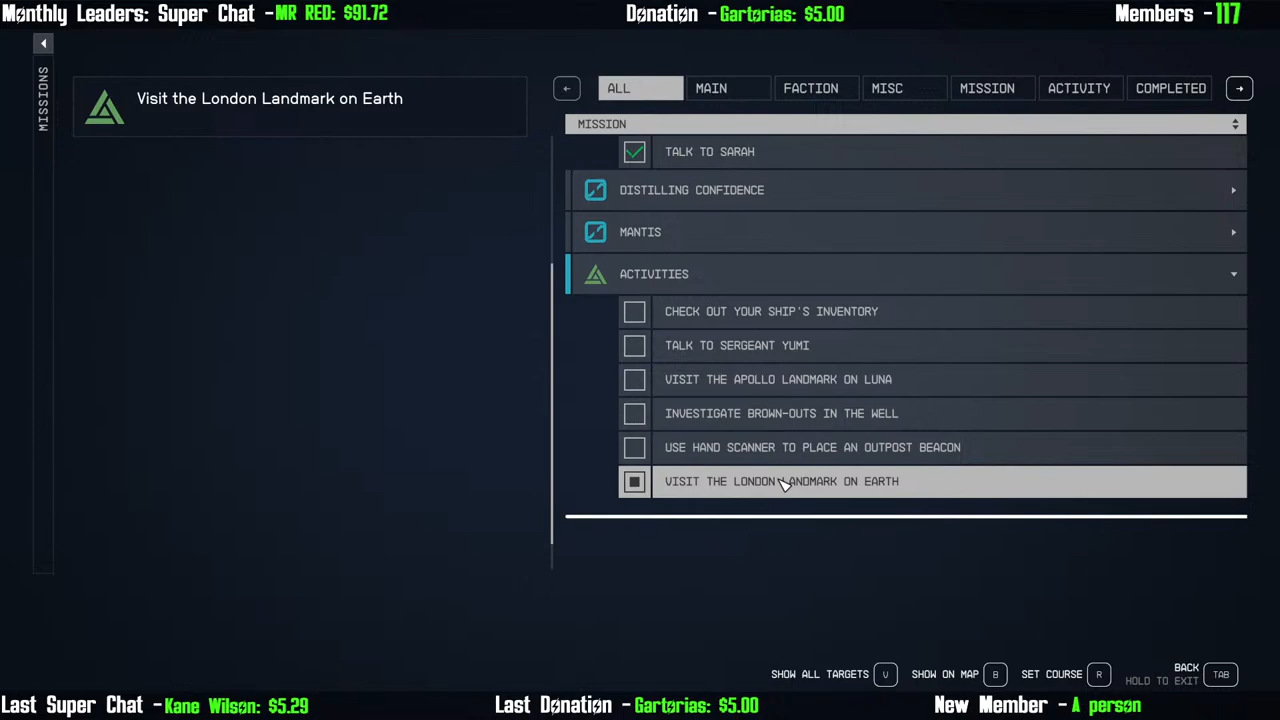 Monthly Leaders: Super Chat -MR RED: $91.72
Donation -Gartorias: $5.00
Members -117
MISSIONS
Visit the London Landmark on Earth
ALL
MAIN
FACTION
MISC
MISSION
ACTIVITY
COMPLETED
MISSION
TALK TO SARAH
DISTILLING CONFIDENCE
MANTIS
ACTIVITIES
CHECK OUT YOUR SHIP'S INVENTORY
TALK TO SERGEANT YUMI
VISIT THE APOLLO LANDMARK ON LUNA
INVESTIGATE BROWN-OUTS IN THE WELL
USE HAND SCANNER TO PLACE AN OUTPOST BEACON
VISIT THE LONDON LANDMARK ON EARTH
SHOW ALL TARGETS V
SHOW ON MAP B
SET COURSE R
BACK
HOLD TO EXIT
TAB
Last Super Chat -Kane Wilson: $5.29
Last Donation -Gartorias: $5.00
New Member -A person